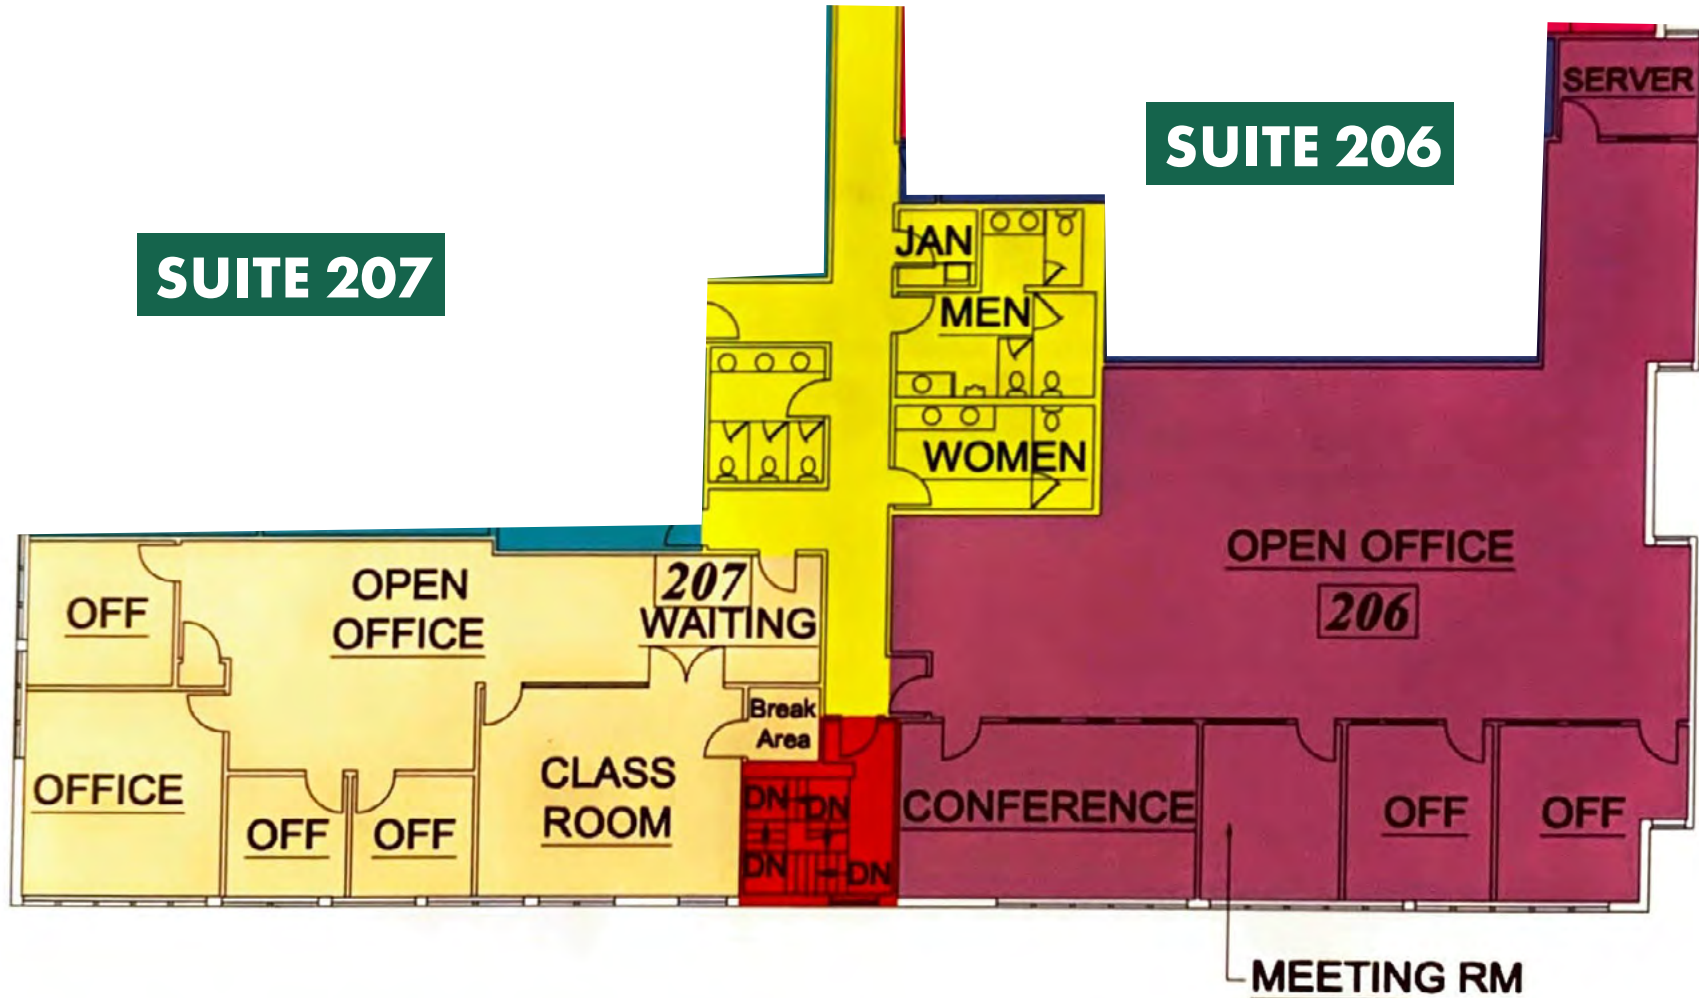 SERVER
SUITE 206
SUITE 207
JAN
MEN
WOMEN
OPEN OFFICE
206
207
WAITING
OPEN
OFFICE
OFF
Break
Area
OFFICE
OFF
OFF
CLASS
ROOM
DN
DN
DN
DN
CONFERENCE
OFF
OFF
MEETING RM